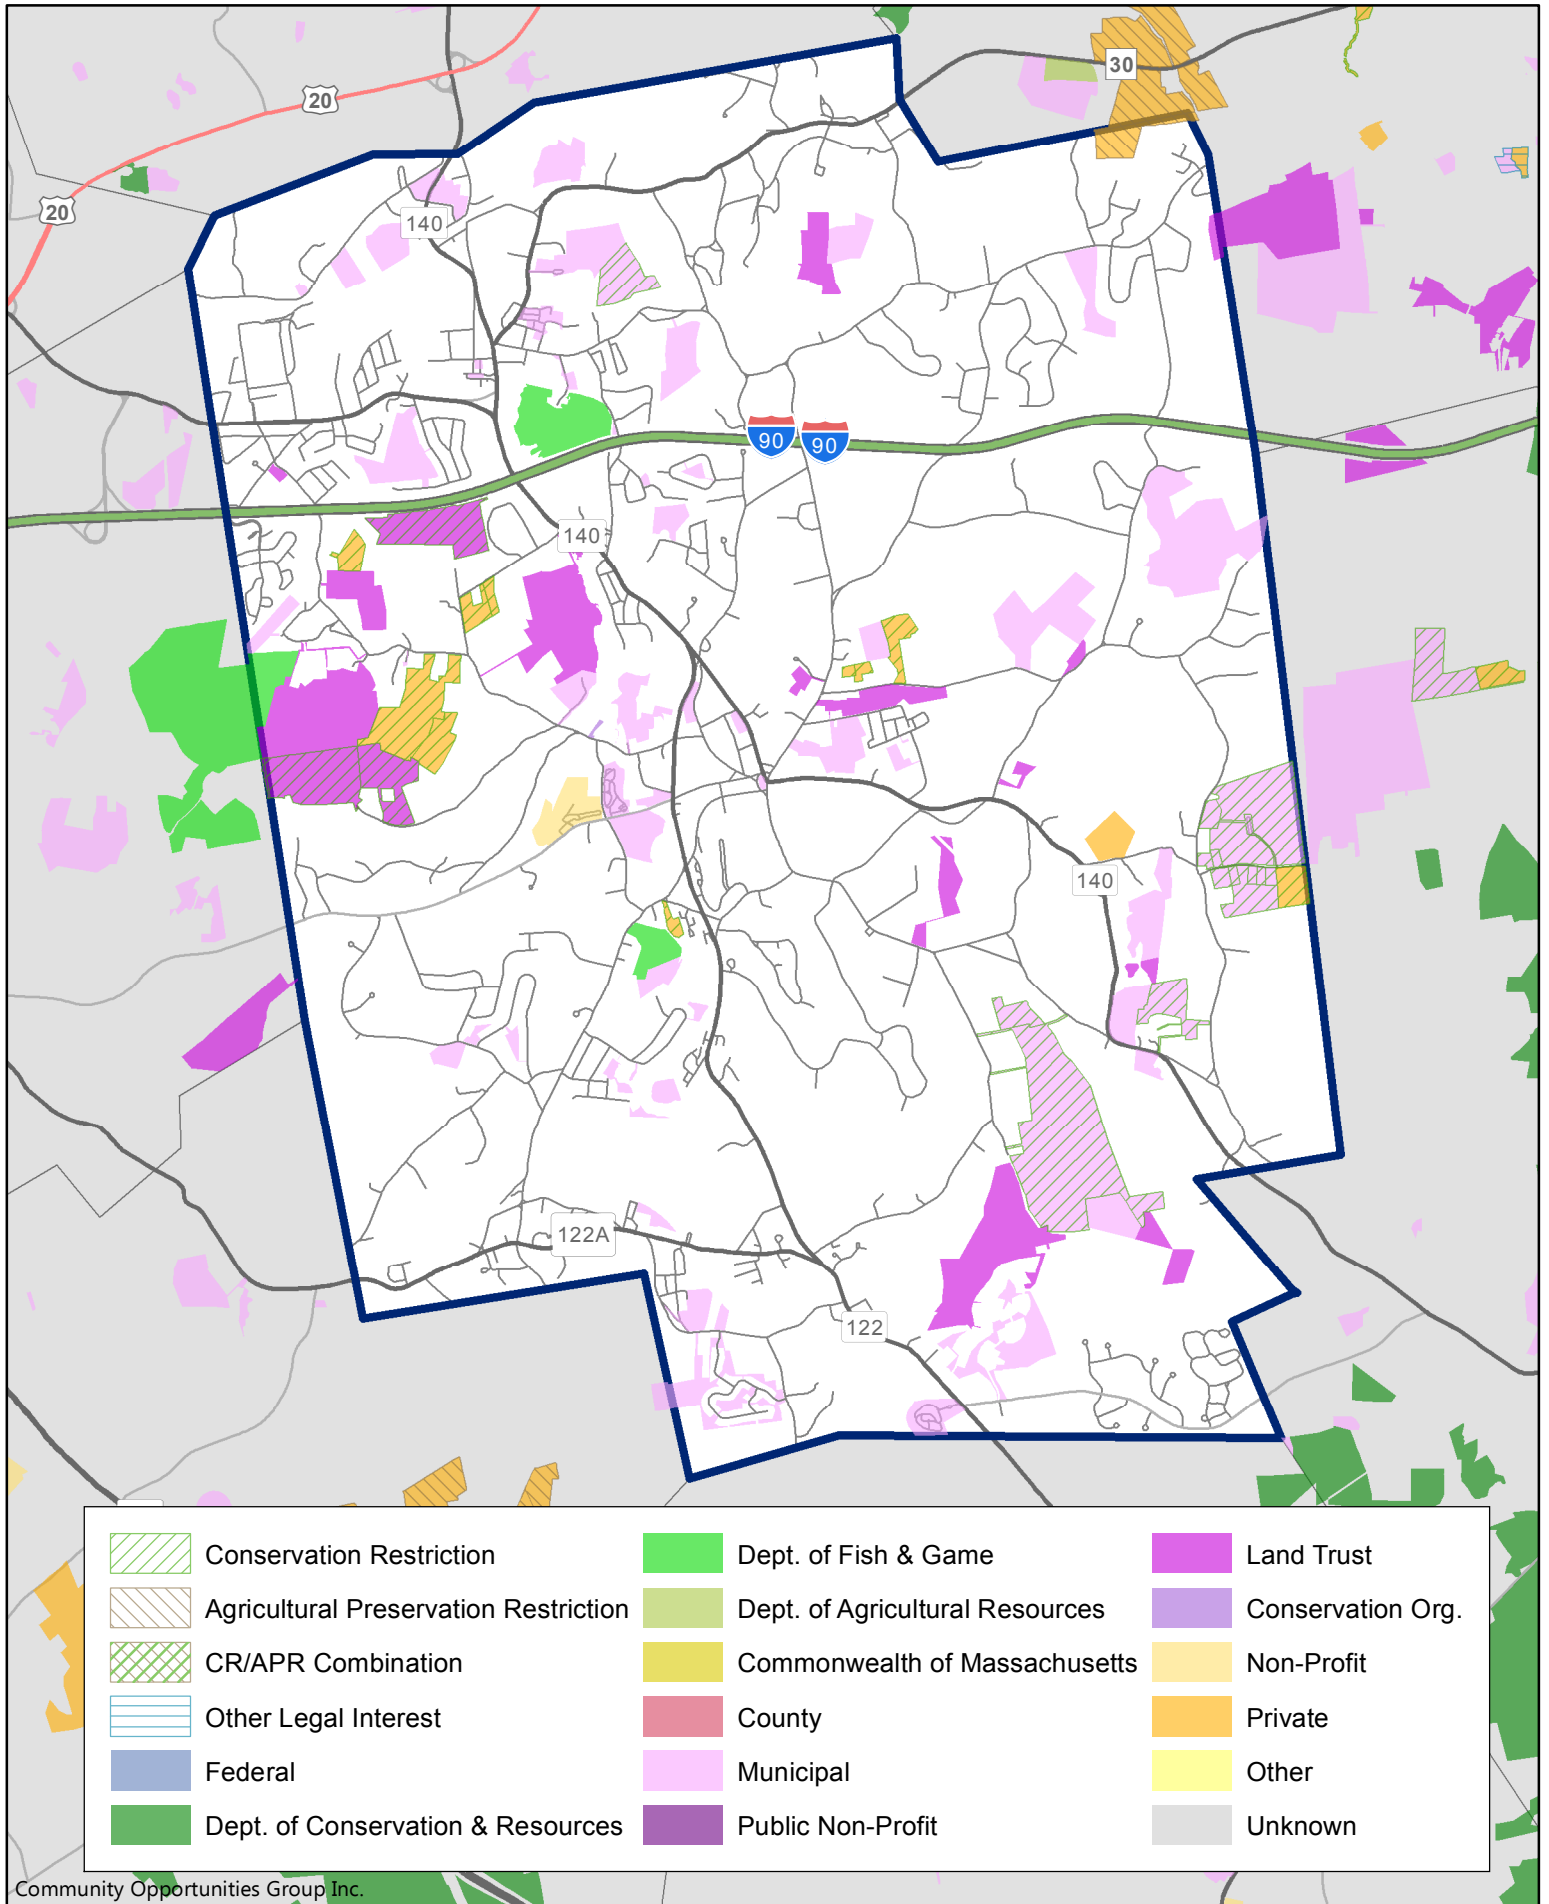 30
20
20
140
90
90
140
140
122A
122
Conservation Restriction
Agricultural Preservation Restriction
CR/APR Combination
Other Legal Interest
Federal
Dept. of Conservation & Resources
Dept. of Fish & Game
Dept. of Agricultural Resources
Commonwealth of Massachusetts
County
Municipal
Public Non-Profit
Land Trust
Conservation Org.
Non-Profit
Private
Other
Unknown
Community Opportunities Group Inc.